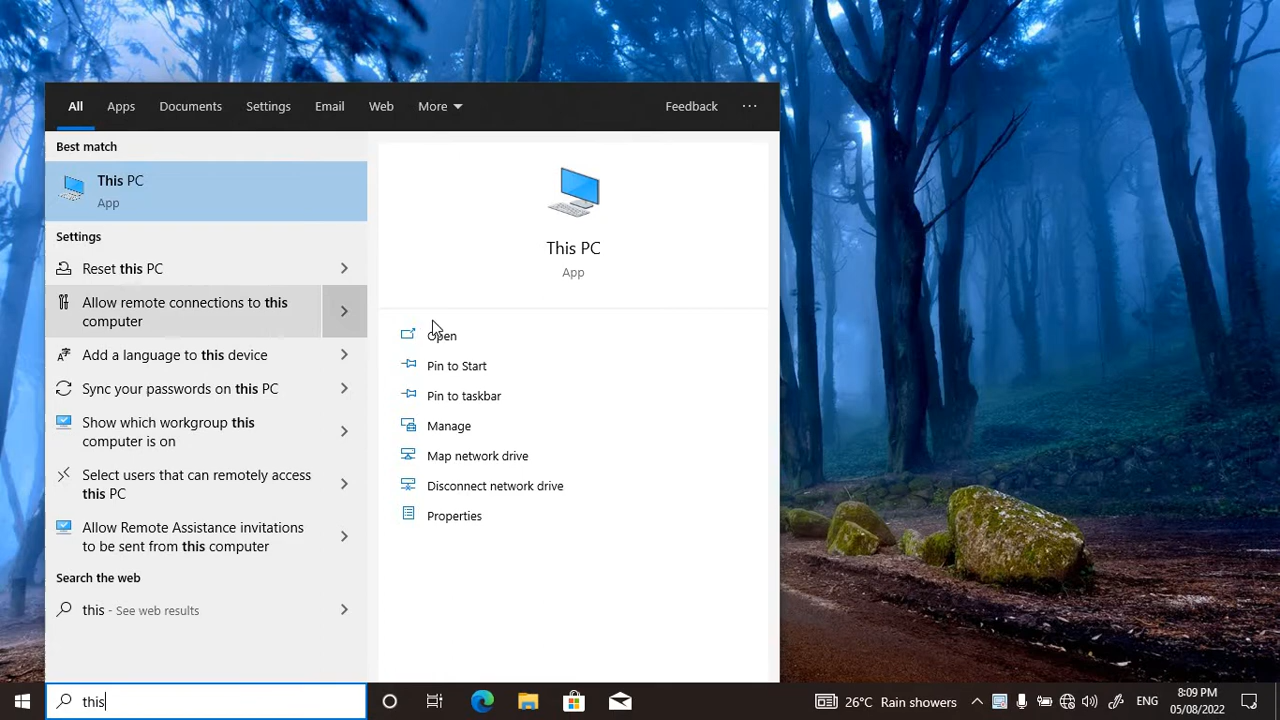 All Apps Documents Settings Email Web More Feedback ...
Best match
This PC
App
Settings
Reset this PC
Allow remote connections to this
computer
Add a language to this device
Sync your passwords on this PC
Show which workgroup this
computer is on
Select users that can remotely access
this PC
Allow Remote Assistance invitations
to be sent from this computer
Search the web
this - See web results
This PC
App
Open
Pin to Start
Pin to taskbar
Manage
Map network drive
Disconnect network drive
Properties
this
26°C Rain showers
ENG
8:09 PM
05/08/2022